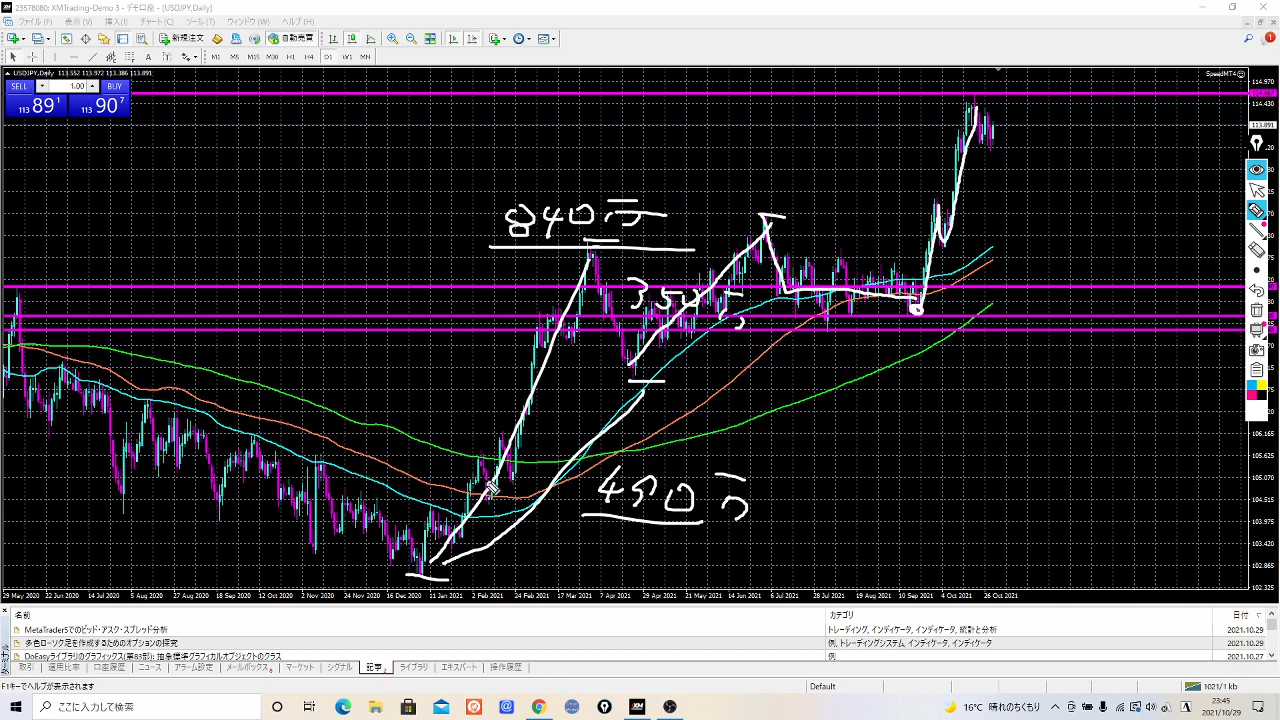 23578080: XMTrading-Demo 3 - デモ口座 - [USDJPY,Daily]
ファイル(F) 表示(V) 挿入(I) チャート(C) ツール(T) ウィンドウ(W) ヘルプ(H)
新規注文 自動売買
M1 M5 M15 M30 H1 H4 D1 W1 MN
USDJPY,Daily 113.552 113.972 113.386 113.891
SpeedMT4
SELL 1.00 BUY
113 89 1 113 90 7
114.970
114.430
113.891
840
350
450
106.165
105.625
105.070
104.515
103.975
103.420
102.865
102.325
29 May 2020 22 Jun 2020 14 Jul 2020 5 Aug 2020 27 Aug 2020 18 Sep 2020 12 Oct 2020 2 Nov 2020 24 Nov 2020 16 Dec 2020 11 Jan 2021 2 Feb 2021 24 Feb 2021 17 Mar 2021 7 Apr 2021 29 Apr 2021 21 May 2021 14 Jun 2021 6 Jul 2021 28 Jul 2021 19 Aug 2021 10 Sep 2021 4 Oct 2021 26 Oct 2021
名前 カテゴリ 日付
MetaTrader5でのビッド・アスク・スプレッド分析 トレーディング, インディケータ, インディケータ, 統計と分析 2021.10.29
多色ローソク足を作成するためのオプションの探究 例, トレーディングシステム, インディケータ, インディケータ 2021.10.29
DoEasyライブラリのグラフィックス(第83部): 抽象標準グラフィカルオブジェクトのクラス 例 2021.10.27
取引 運用比率 口座履歴 ニュース アラーム設定 メールボックス マーケット シグナル 記事 ライブラリ エキスパート 操作履歴
F1キーでヘルプが表示されます Default 1021/1 kb
ここに入力して検索 16°C 晴れのちくもり A 23:45
2021/10/29